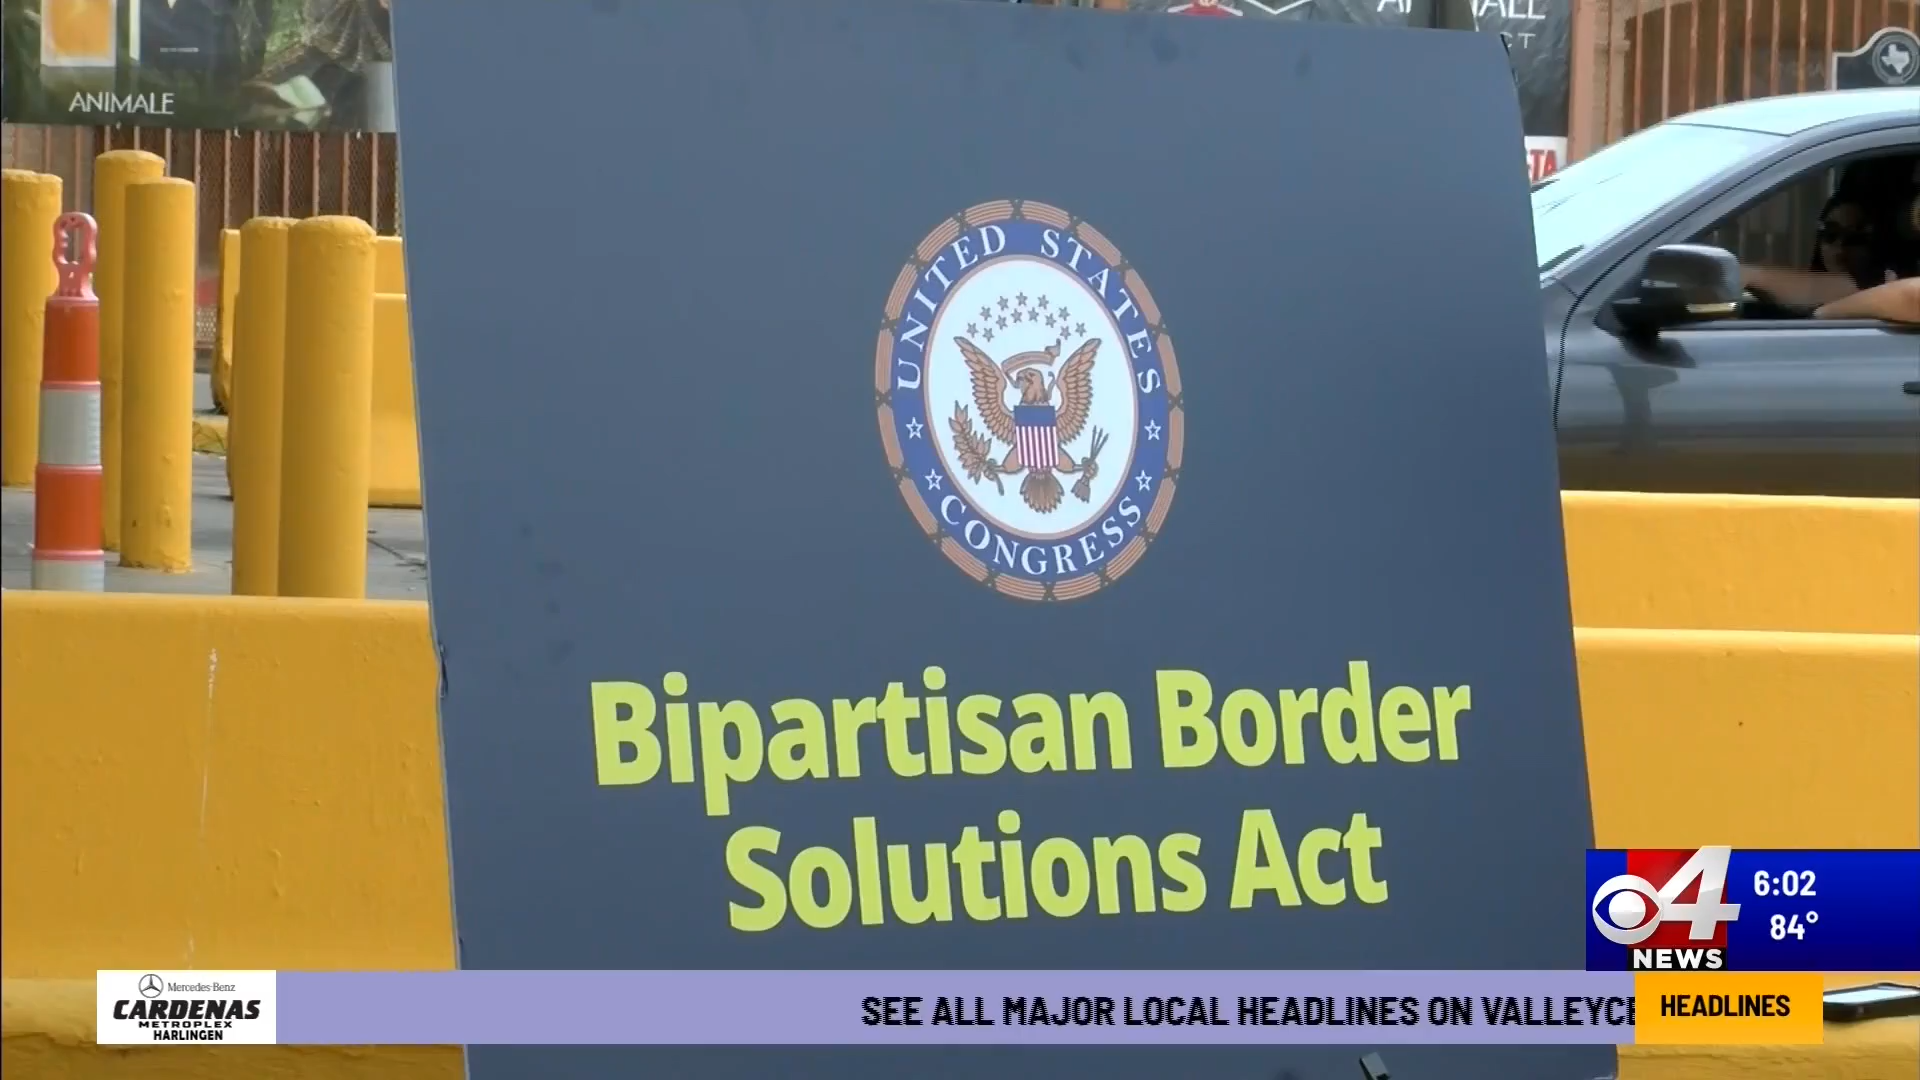 ANIMALE
UNITED STATES
CONGRESS
Bipartisan Border
Solutions Act
4
NEWS
6:02
84°
Mercedes-Benz
CARDENAS
METROPLEX
HARLINGEN
SEE ALL MAJOR LOCAL HEADLINES ON VALLEYCE
HEADLINES